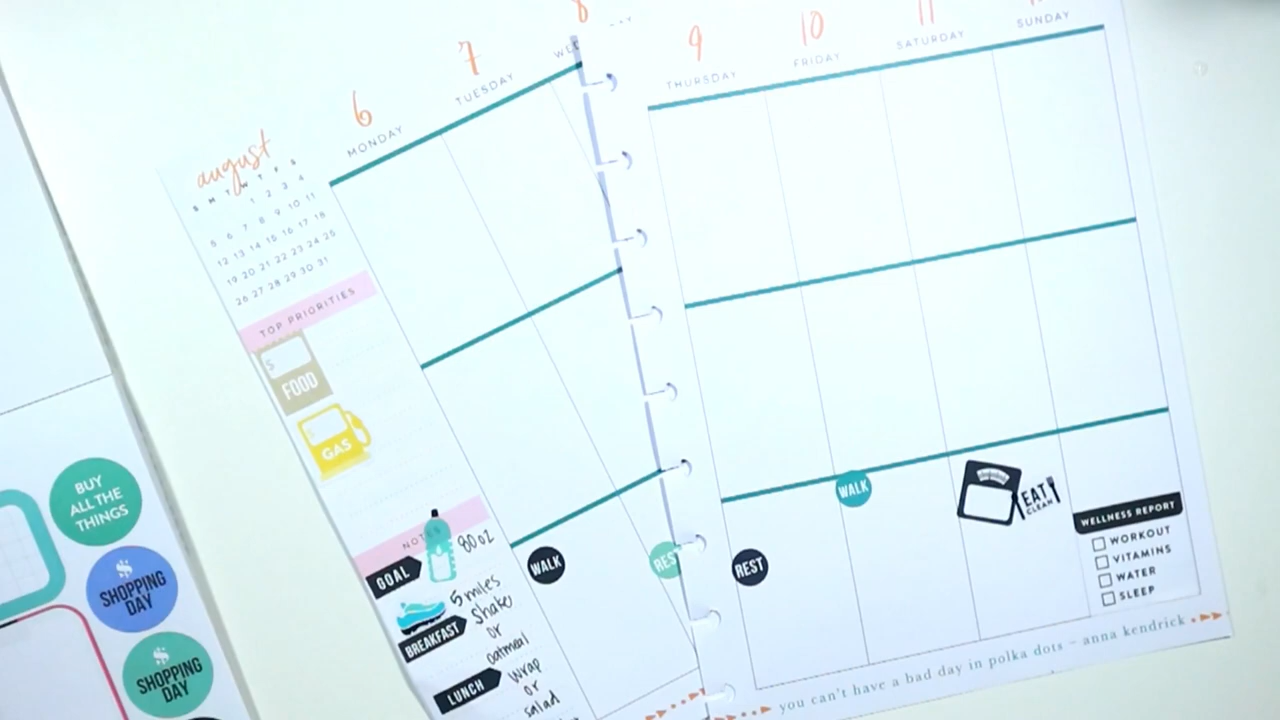 august
S M T W T F S
1 2 3 4
5 6 7 8 9 10 11
12 13 14 15 16 17 18
19 20 21 22 23 24 25
26 27 28 29 30 31
TOP PRIORITIES
$
FOOD
$
GAS
NOTES
80oz
GOAL
5 miles
BREAKFAST
Shake
or
oatmeal
LUNCH
Wrap
or
salad
6
MONDAY
7
TUESDAY
8
WED
WALK
REST
9
THURSDAY
10
FRIDAY
11
SATURDAY
SUNDAY
REST
WALK
EAT
CLEAN
WELLNESS REPORT
WORKOUT
VITAMINS
WATER
SLEEP
you can't have a bad day in polka dots - anna kendrick
BUY
ALL THE
THINGS
$
SHOPPING
DAY
$
SHOPPING
DAY